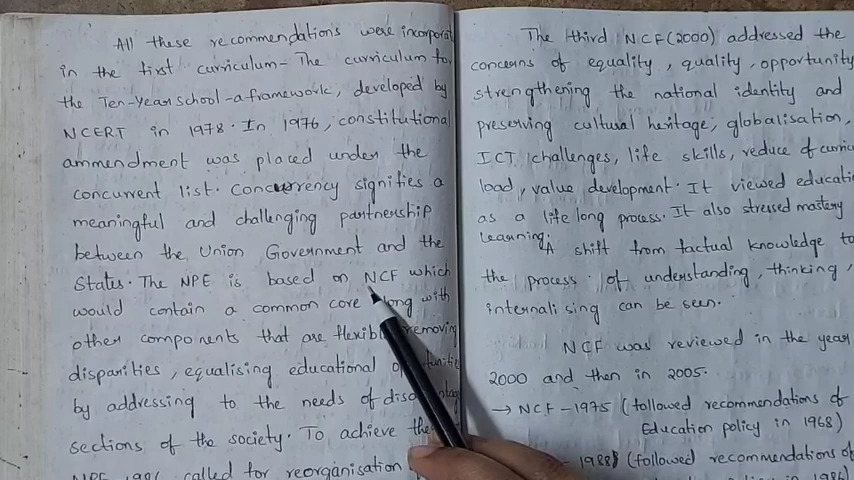 All these recommendations were incorporat
in the first curriculum- The curriculum for
the Ten-Year School-a framework, developed by
NCERT in 1978. In 1976, constitutional
ammendment was placed under the
concurrent list. Concurrency signifies a
meaningful and challenging partnership
between the Union Government and the
States. The NPE is based on NCF which
would contain a common core long with
other components that are flexible removing
disparities, equalising educational
by addressing to the needs of
sections of the society. To achieve the
called for reorganisation
The third NCF(2000) addressed the
concerns of equality, quality, opportunity
strengthening the national identity and
preserving cultural heritage, globalisation,
ICT challenges, life skills, reduce of curric
load, value development. It viewed educati
as a life long process. It also stressed mastery
learning. A shift from factual knowledge to
the process of understanding, thinking,
internalising can be seen.
NCF was reviewed in the year
2000 and then in 2005.
→ NCF-1975 (followed recommendations of
Education policy in 1968)
1988 (followed recommendations of
in 1986